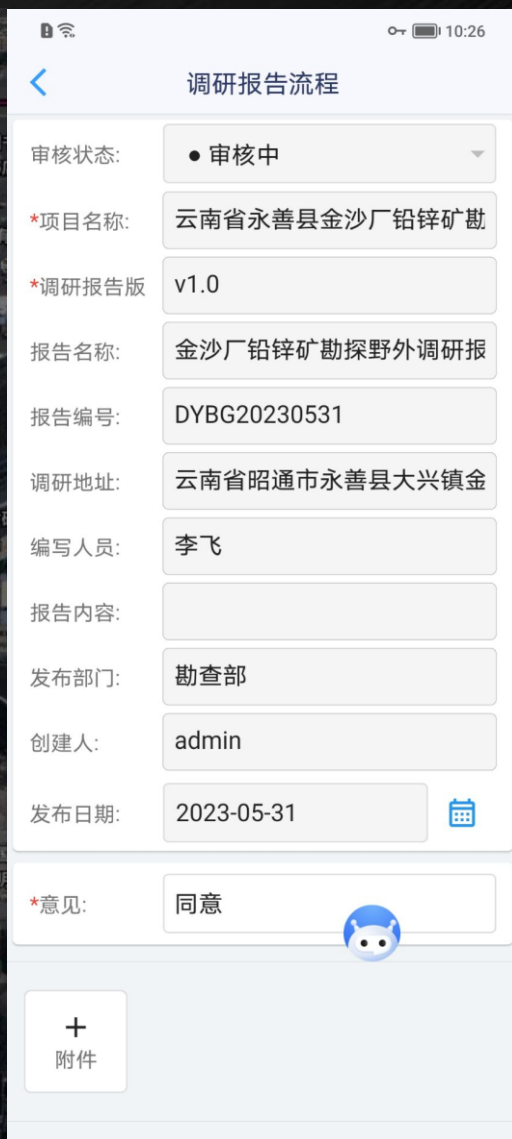 10:26
调研报告流程
审核状态: ● 审核中
*项目名称: 云南省永善县金沙厂铅锌矿勘
*调研报告版 v1.0
报告名称: 金沙厂铅锌矿勘探野外调研报
报告编号: DYBG20230531
调研地址: 云南省昭通市永善县大兴镇金
编写人员: 李飞
报告内容:
发布部门: 勘查部
创建人: admin
发布日期: 2023-05-31
*意见: 同意
+
附件